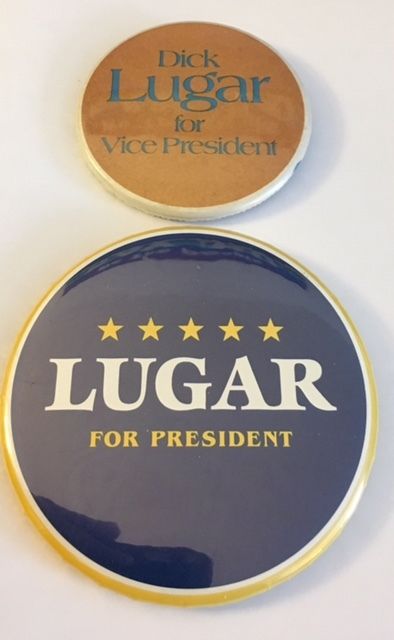 Dick
Lugar
for
Vice President
LUGAR
FOR PRESIDENT